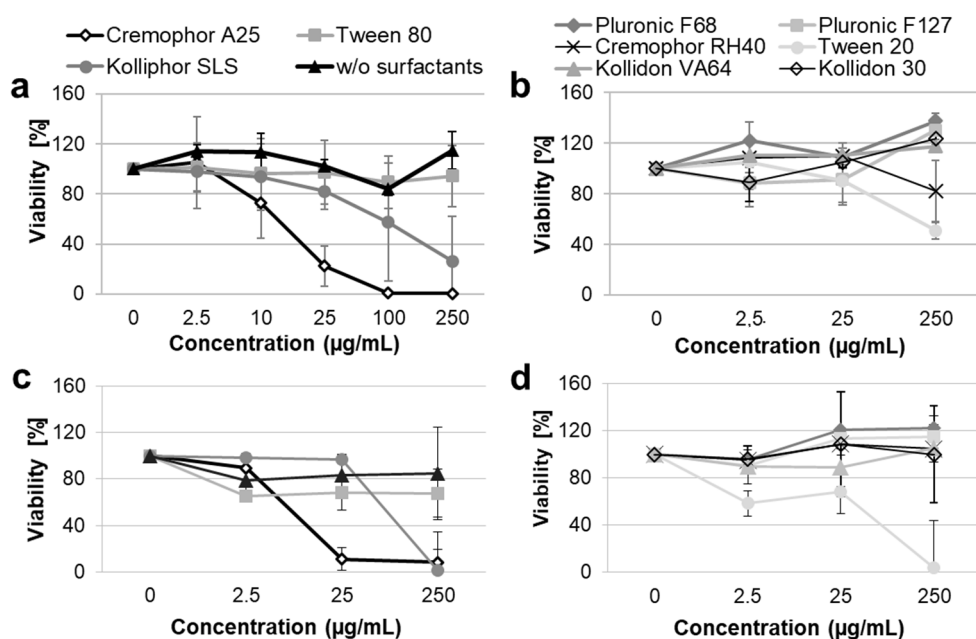 Cremophor A25 Tween 80
Kolliphor SLS w/o surfactants
a
160
120
80
40
0
Viability [%]
0 2.5 10 25 100 250
Concentration (µg/mL)
Pluronic F68 Pluronic F127
Cremophor RH40 Tween 20
Kollidon VA64 Kollidon 30
b
160
120
80
40
0
Viability [%]
0 2.5 25 250
Concentration (µg/mL)
c
160
120
80
40
0
Viability [%]
0 2.5 25 250
Concentration (µg/mL)
d
160
120
80
40
0
Viability [%]
0 2.5 25 250
Concentration (µg/mL)